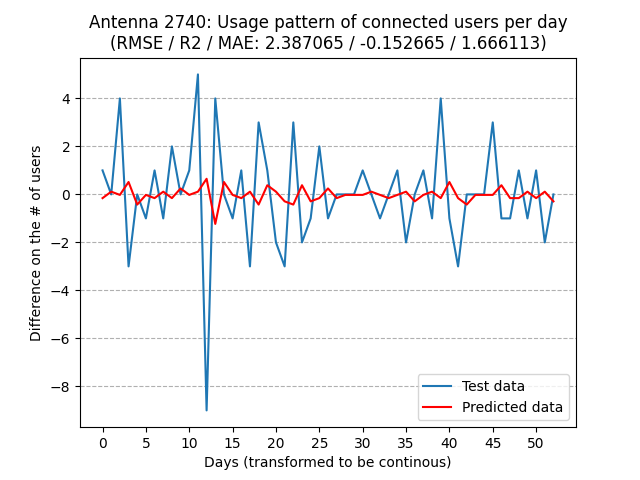 Antenna 2740: Usage pattern of connected users per day
(RMSE / R2 / MAE: 2.387065 / -0.152665 / 1.666113)
4
2
0
−2
−4
−6
−8
Difference on the # of users
Test data
Predicted data
0 5 10 15 20 25 30 35 40 45 50
Days (transformed to be continous)